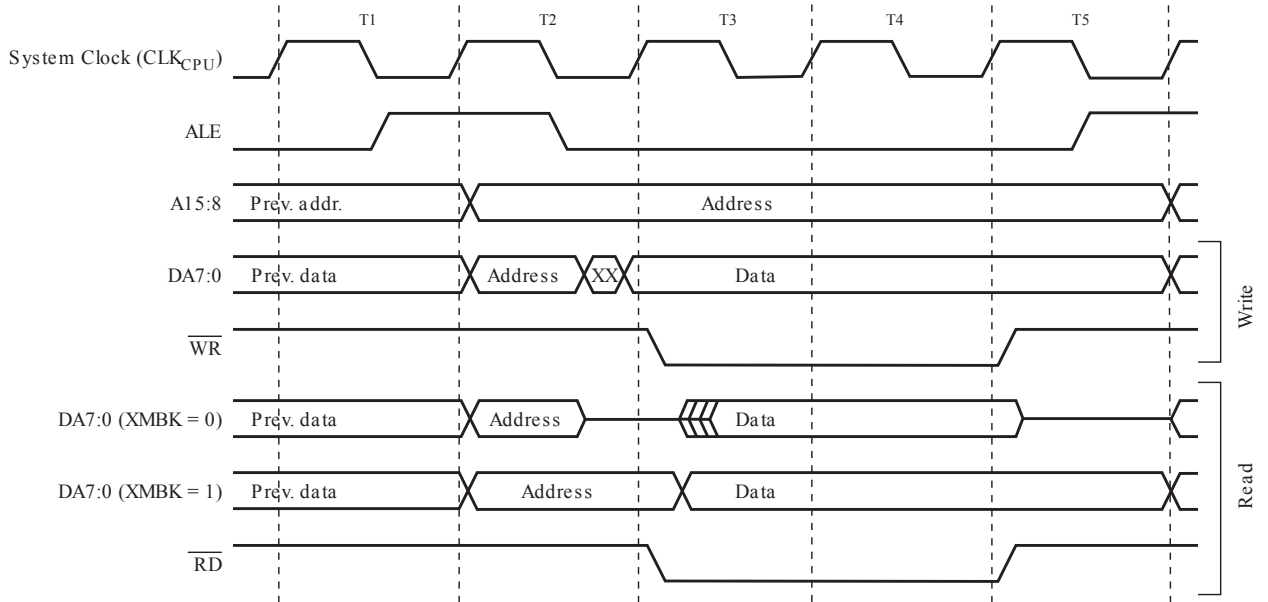 T1 T2 T3 T4 T5
System Clock (CLKCPU)
ALE
A15:8 Prev. addr. Address
DA7:0 Prev. data Address XX Data
WR
Write
DA7:0 (XMBK = 0) Prev. data Address Data
DA7:0 (XMBK = 1) Prev. data Address Data
RD
Read